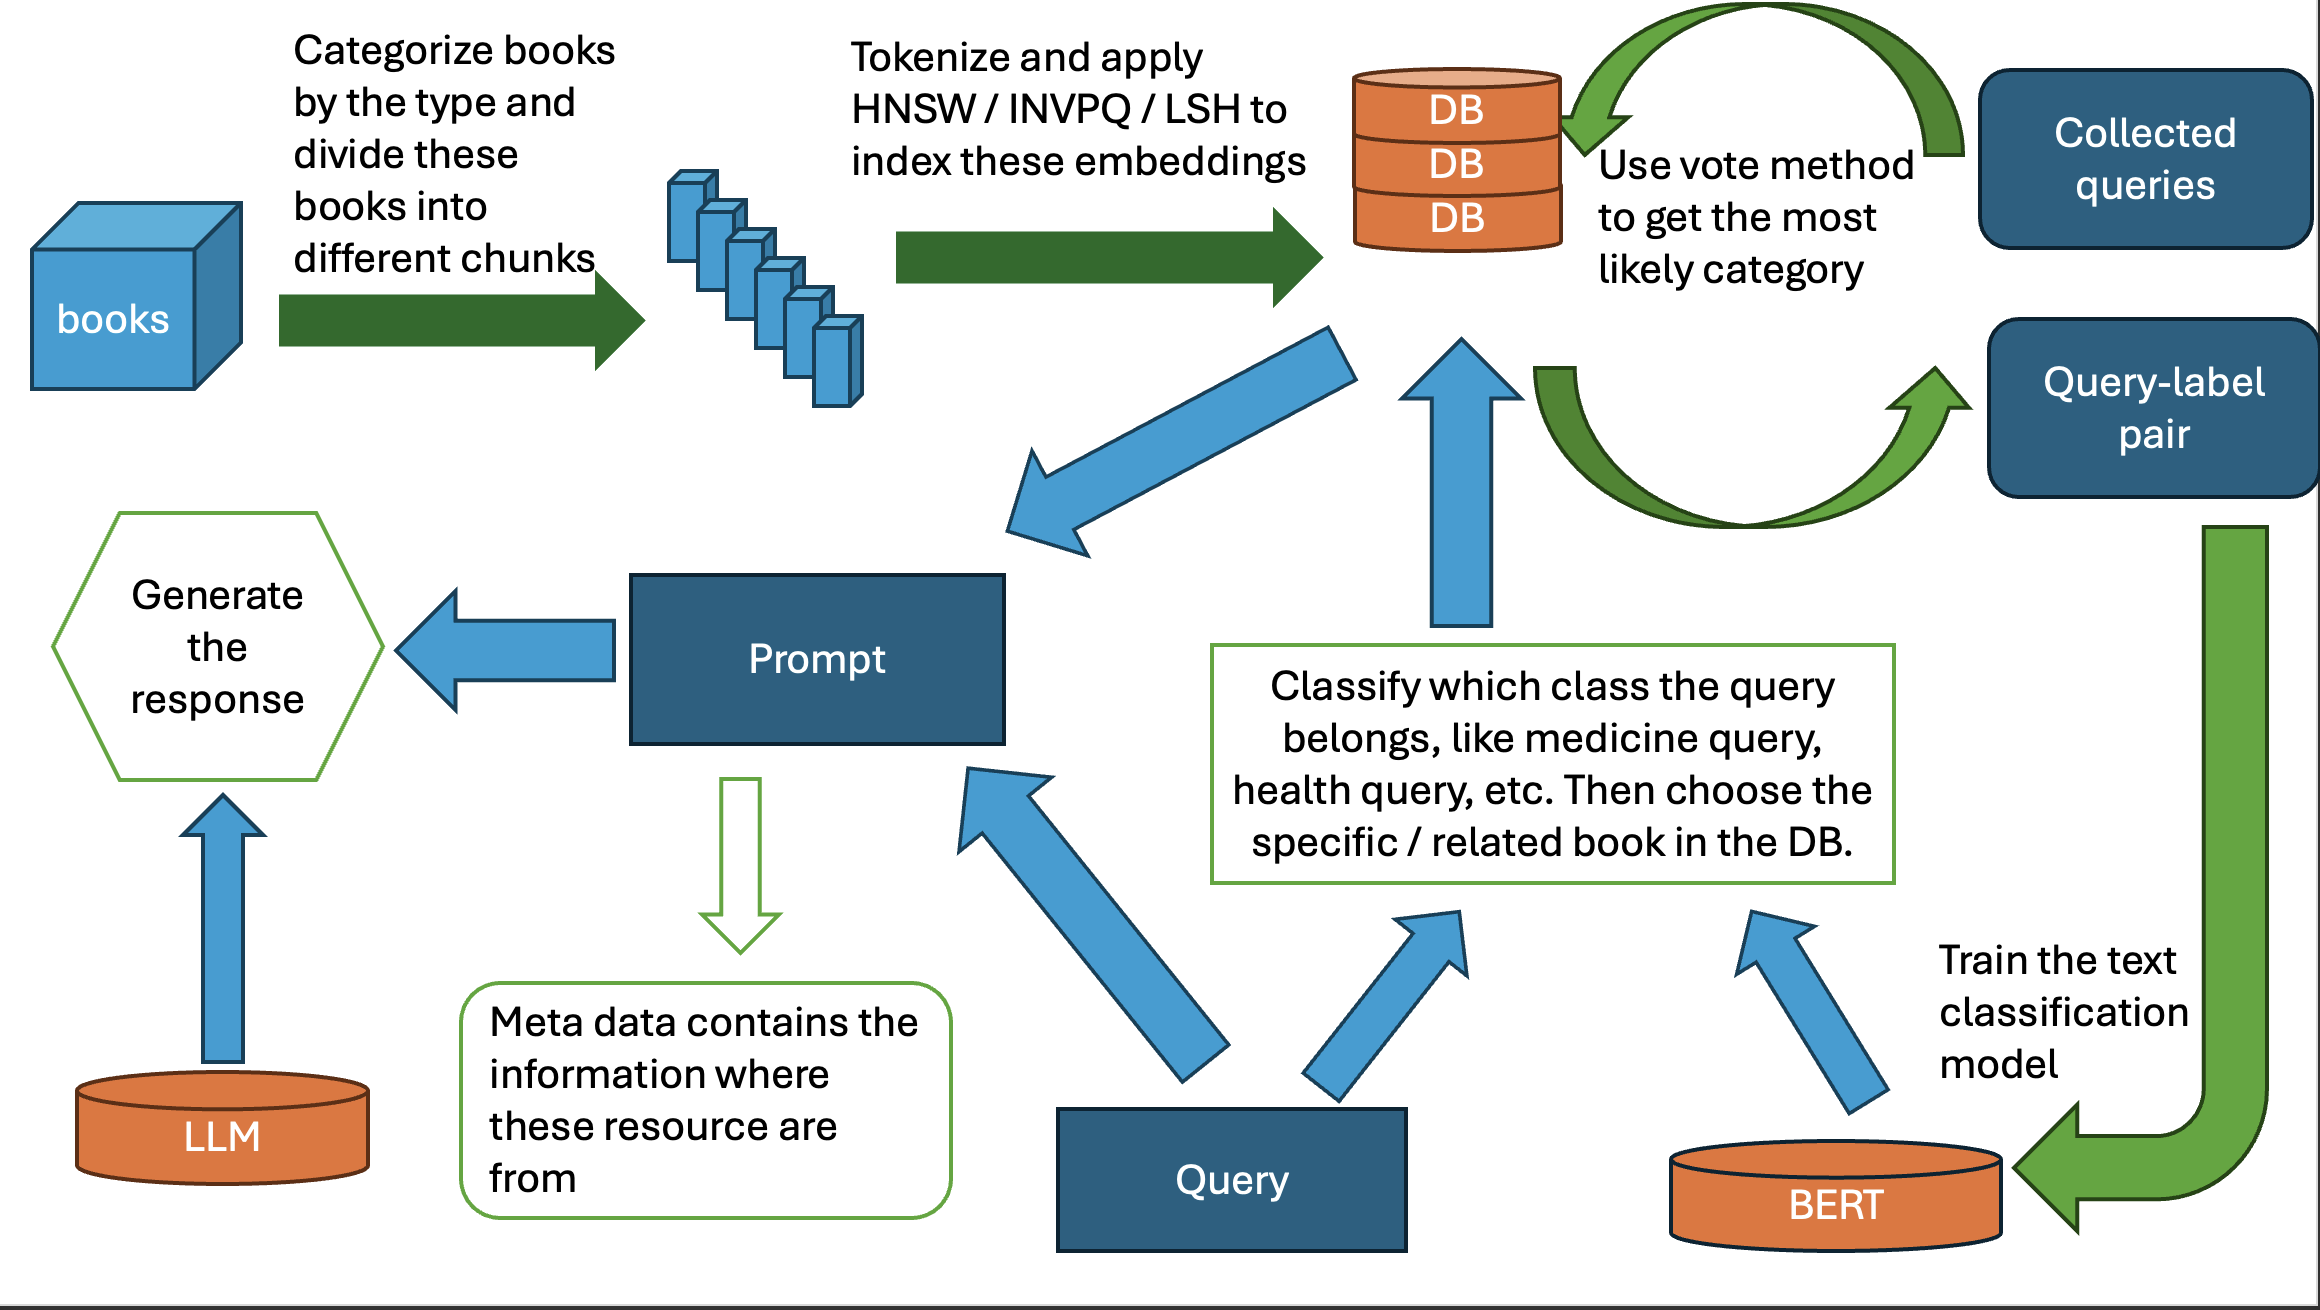 Categorize books
by the type and
divide these
books into
different chunks
books
Tokenize and apply
HNSW / INVPQ / LSH to
index these embeddings
DB
DB
DB
Use vote method
to get the most
likely category
Collected
queries
Query-label
pair
Generate
the
response
Prompt
Classify which class the query
belongs, like medicine query,
health query, etc. Then choose the
specific / related book in the DB.
Train the text
classification
model
Meta data contains the
information where
these resource are
from
LLM
Query
BERT